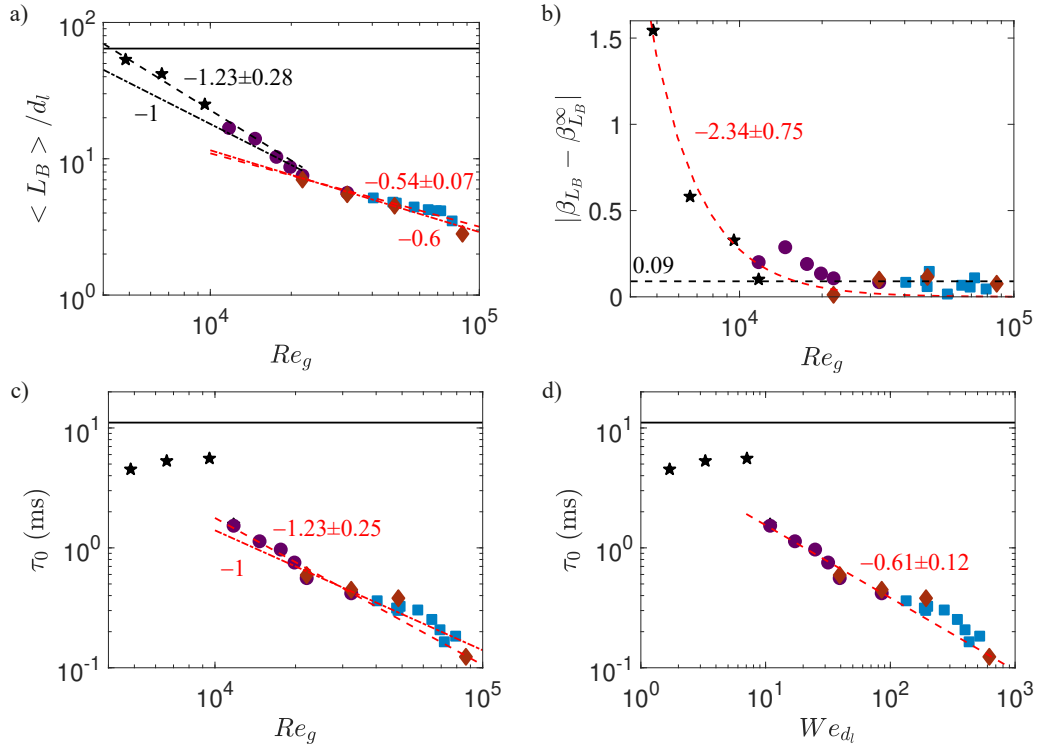 a)
< L_B > /d_l
10^2
10^1
10^0
−1.23±0.28
−1
−0.54±0.07
−0.6
10^4
10^5
Re_g
b)
|β_{L_B} − β_{L_B}^∞|
1.5
1
0.5
0
−2.34±0.75
0.09
10^4
10^5
Re_g
c)
τ_0 (ms)
10^1
10^0
10^{-1}
−1.23±0.25
−1
10^4
10^5
Re_g
d)
τ_0 (ms)
10^1
10^0
10^{-1}
−0.61±0.12
10^0
10^1
10^2
10^3
We_{d_l}